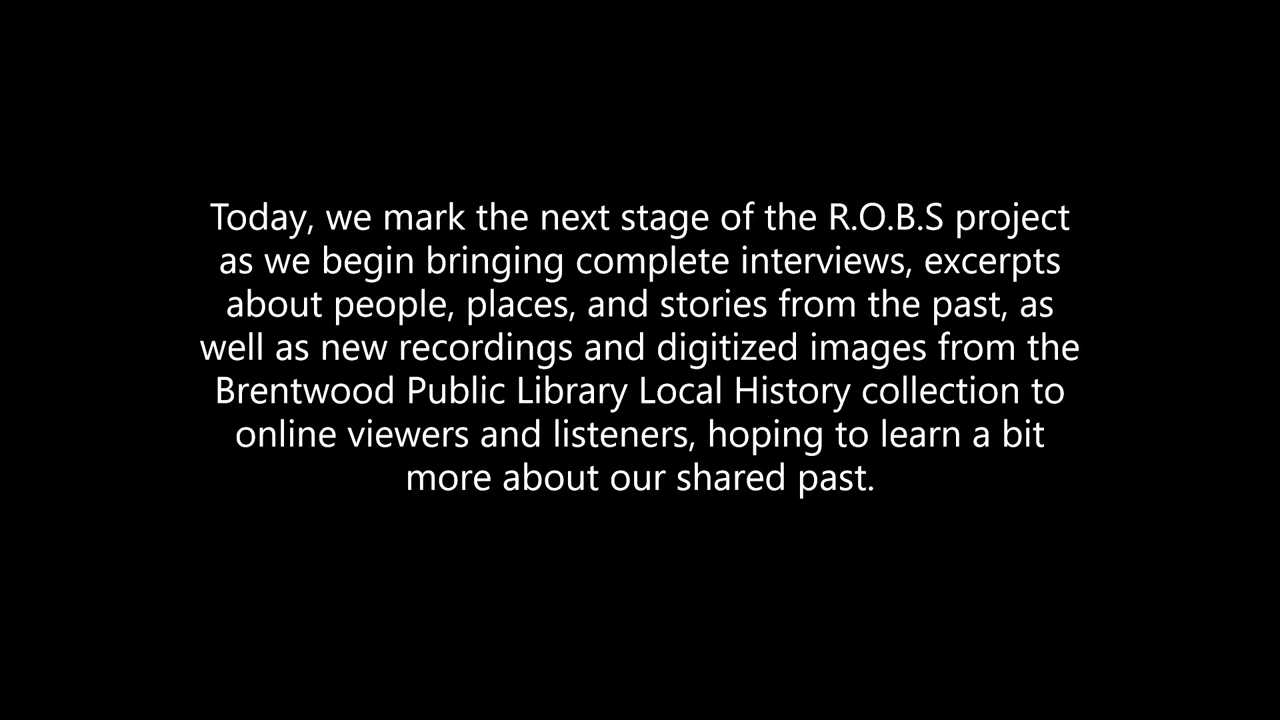 Today, we mark the next stage of the R.O.B.S project
as we begin bringing complete interviews, excerpts
about people, places, and stories from the past, as
well as new recordings and digitized images from the
Brentwood Public Library Local History collection to
online viewers and listeners, hoping to learn a bit
more about our shared past.